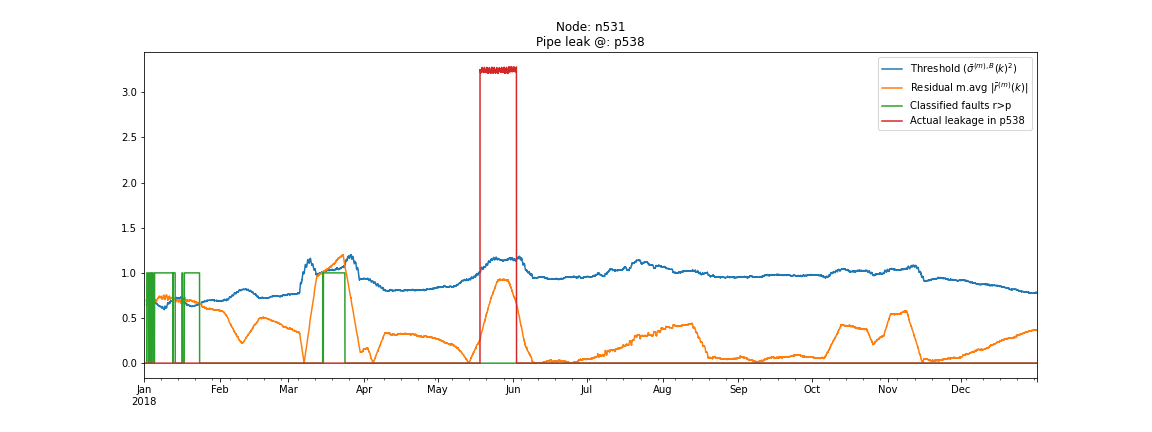 Node: n531
Pipe leak @: p538
Threshold (σ̄^(m),B(k)²)
Residual m.avg |r̄^(m)(k)|
Classified faults r>p
Actual leakage in p538
3.0
2.5
2.0
1.5
1.0
0.5
0.0
Jan Feb Mar Apr May Jun Jul Aug Sep Oct Nov Dec
2018